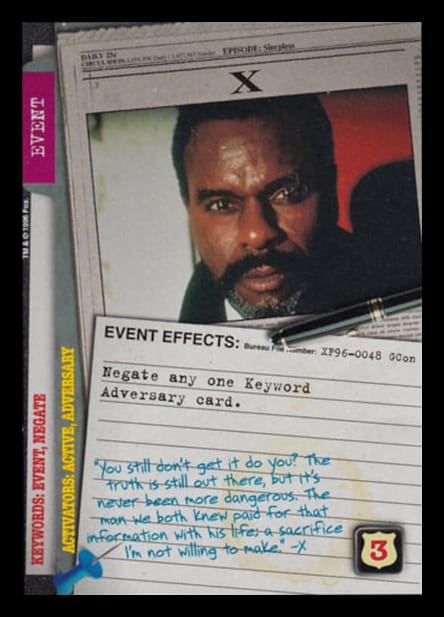 DAILY 25¢
EPISODE: Sleepless
X
EVENT
TM & © 1996 Fox.
EVENT EFFECTS:
Bureau File Number: XF96-0048 GCon
Negate any one Keyword
Adversary card.
"You still don't get it do you? The
truth is still out there, but it's
never been more dangerous. The
man we both knew paid for that
information with his life; a sacrifice
I'm not willing to make." -X
3
KEYWORDS: EVENT, NEGATE
ACTIVATORS: ACTIVE, ADVERSARY